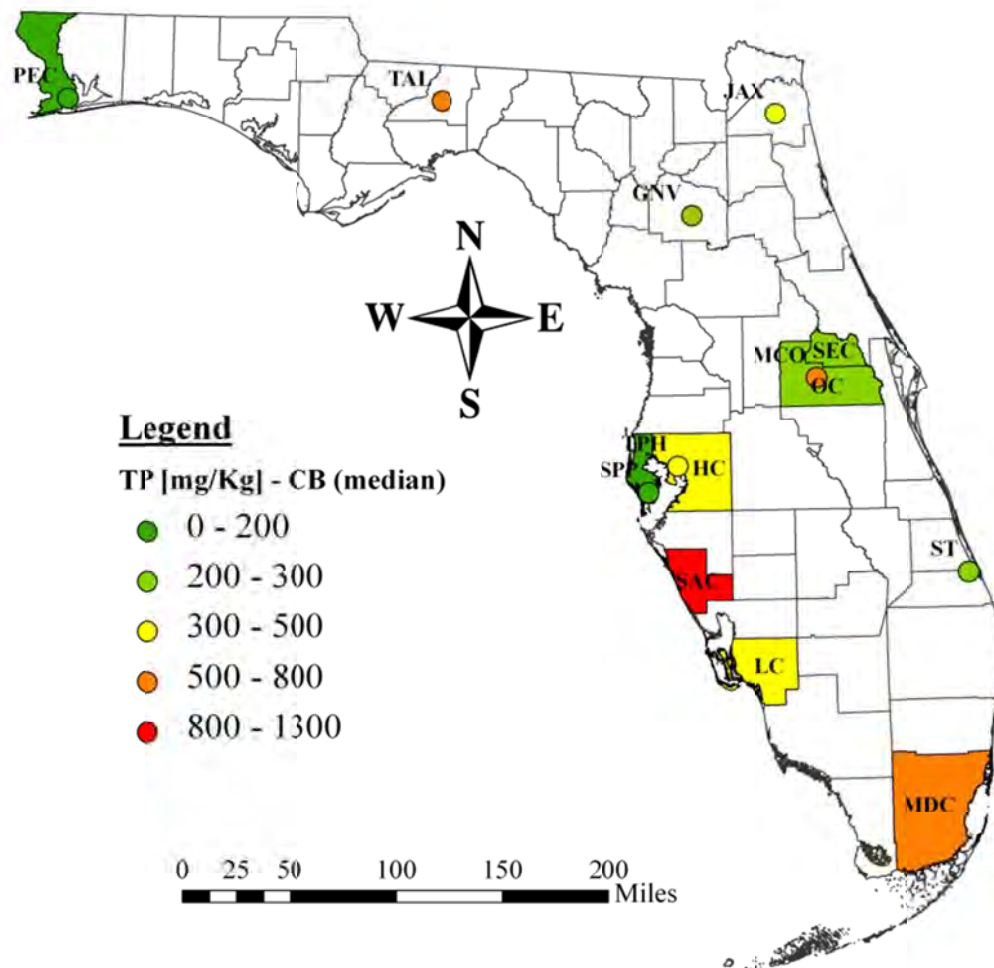 PEC
TAL
JAX
GNV
N
W E
S
MCO SEC
OC
Legend
TP [mg/Kg] - CB (median)
0 - 200
200 - 300
300 - 500
500 - 800
800 - 1300
TPH
SPP HC
ST
SAC
LC
MDC
0 25 50 100 150 200
Miles